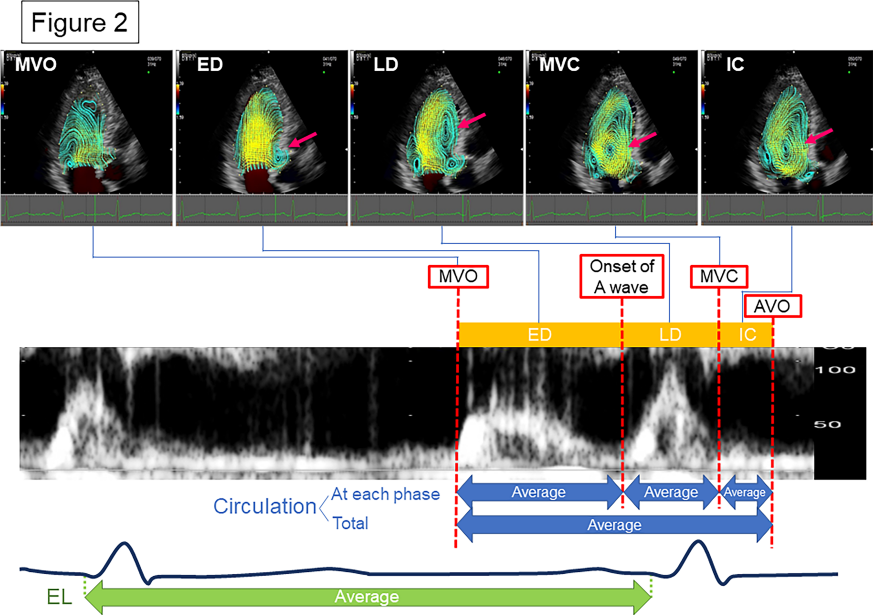 Figure 2
MVO
ED
LD
MVC
IC
MVO
Onset of
A wave
MVC
AVO
ED
LD
IC
100
50
Circulation
At each phase
Total
Average
Average
Average
Average
EL
Average